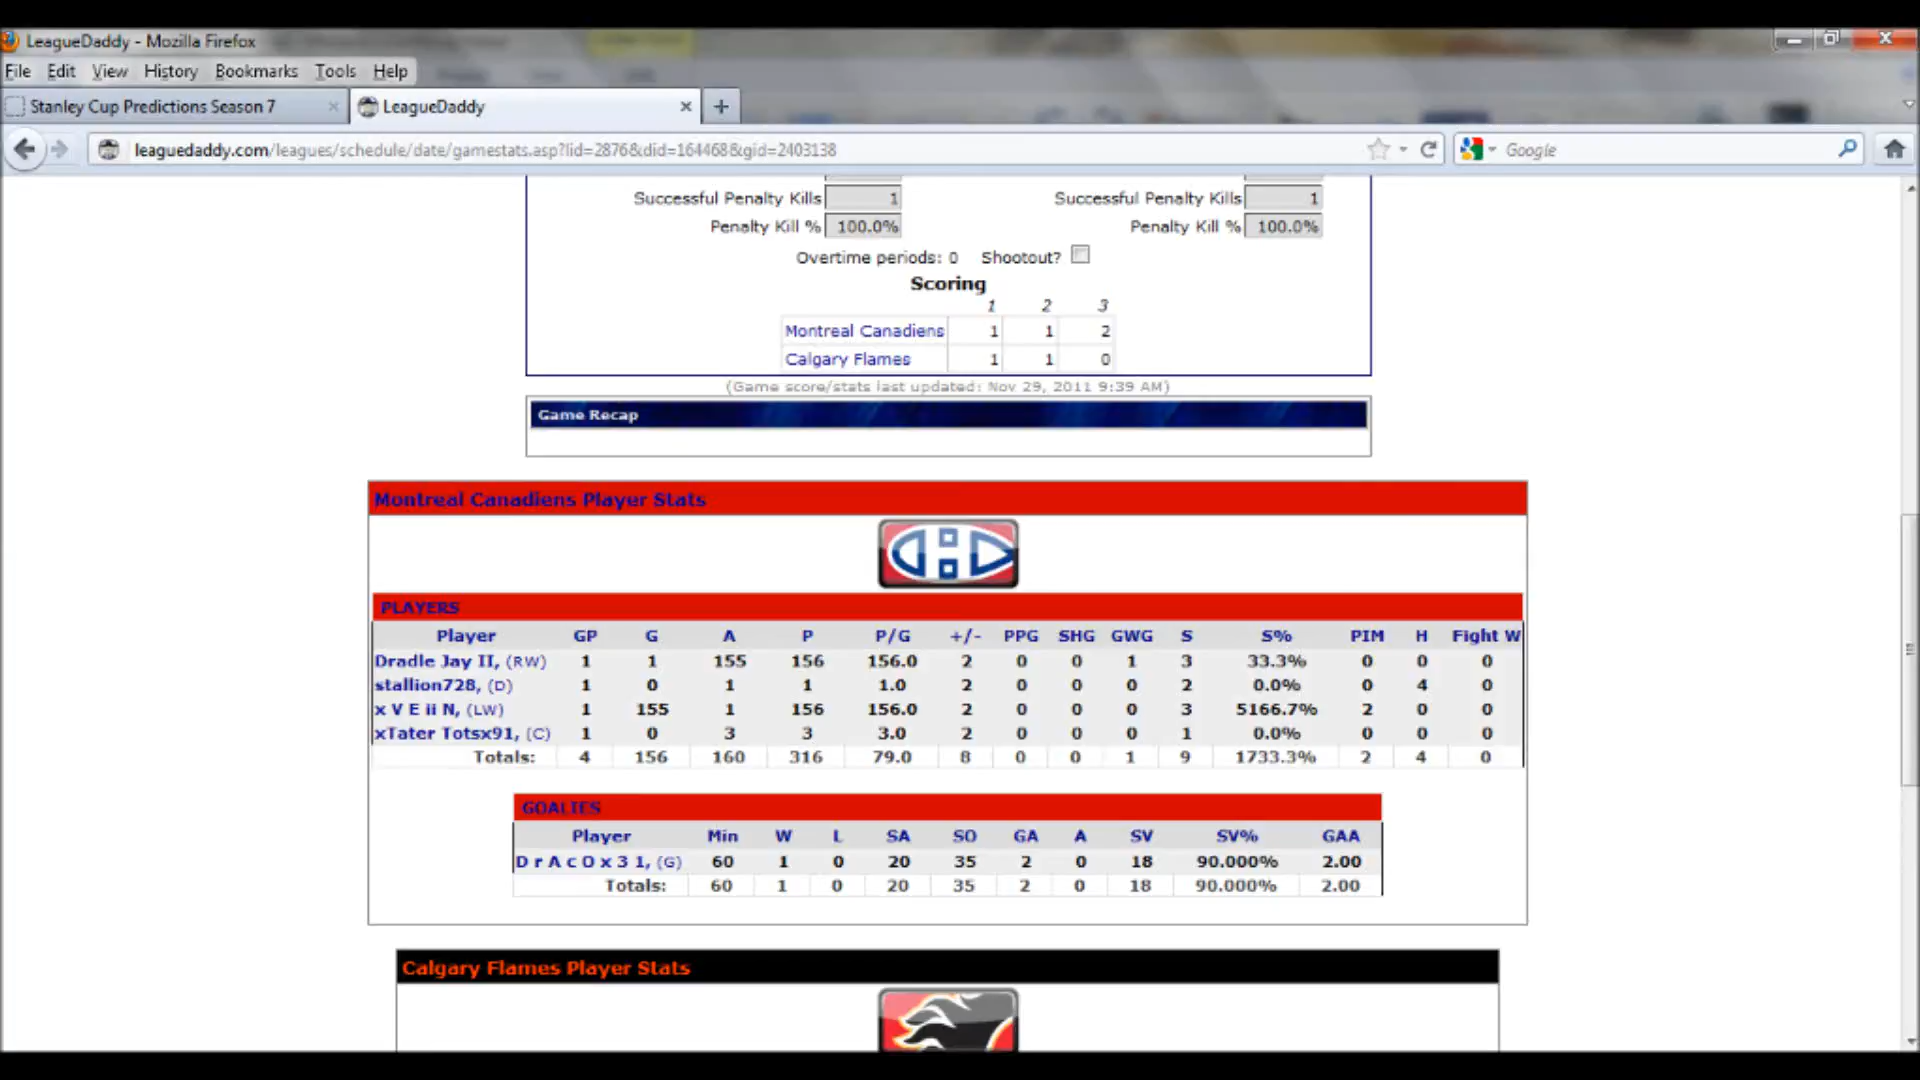 LeagueDaddy - Mozilla Firefox
File Edit View History Bookmarks Tools Help
Stanley Cup Predictions Season 7 LeagueDaddy
leaguedaddy.com/leagues/schedule/date/gamestats.asp?lid=2876&did=164468&gid=2403138 Google
Successful Penalty Kills 1 Successful Penalty Kills 1
Penalty Kill % 100.0% Penalty Kill % 100.0%
Overtime periods: 0 Shootout?
Scoring
1 2 3
Montreal Canadiens 1 1 2
Calgary Flames 1 1 0
(Game score/stats last updated: Nov 29, 2011 9:39 AM)
Game Recap
Montreal Canadiens Player Stats
PLAYERS
Player GP G A P P/G +/- PPG SHG GWG S S% PIM H Fight W
Dradle Jay II, (RW) 1 1 155 156 156.0 2 0 0 1 3 33.3% 0 0 0
stallion728, (D) 1 0 1 1 1.0 2 0 0 0 2 0.0% 0 4 0
x V E ii N, (LW) 1 155 1 156 156.0 2 0 0 0 3 5166.7% 2 0 0
xTater Totsx91, (C) 1 0 3 3 3.0 2 0 0 0 1 0.0% 0 0 0
Totals: 4 156 160 316 79.0 8 0 0 1 9 1733.3% 2 4 0
GOALIES
Player Min W L SA SO GA A SV SV% GAA
D r A c O x 3 1, (G) 60 1 0 20 35 2 0 18 90.000% 2.00
Totals: 60 1 0 20 35 2 0 18 90.000% 2.00
Calgary Flames Player Stats